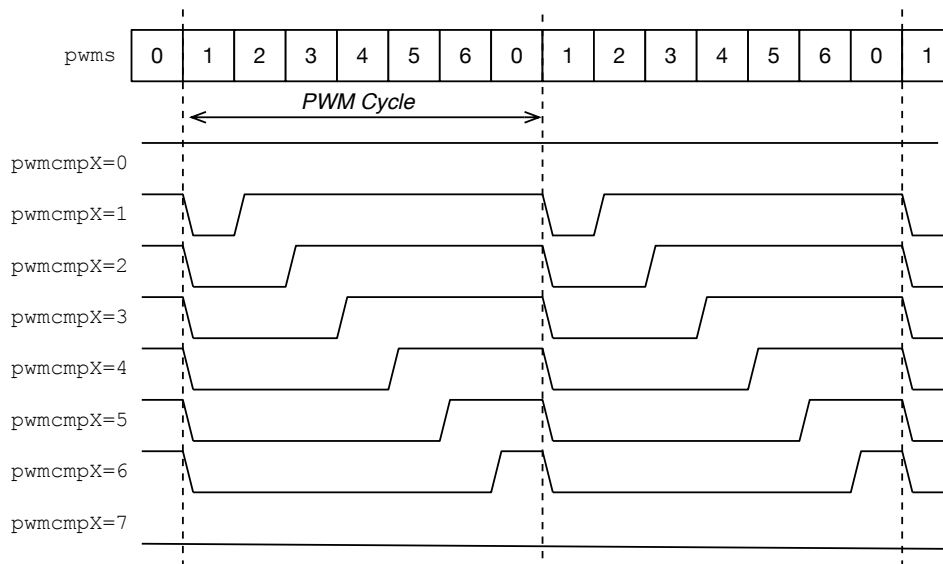 pwms 0 1 2 3 4 5 6 0 1 2 3 4 5 6 0 1
PWM Cycle
pwmcmpX=0
pwmcmpX=1
pwmcmpX=2
pwmcmpX=3
pwmcmpX=4
pwmcmpX=5
pwmcmpX=6
pwmcmpX=7